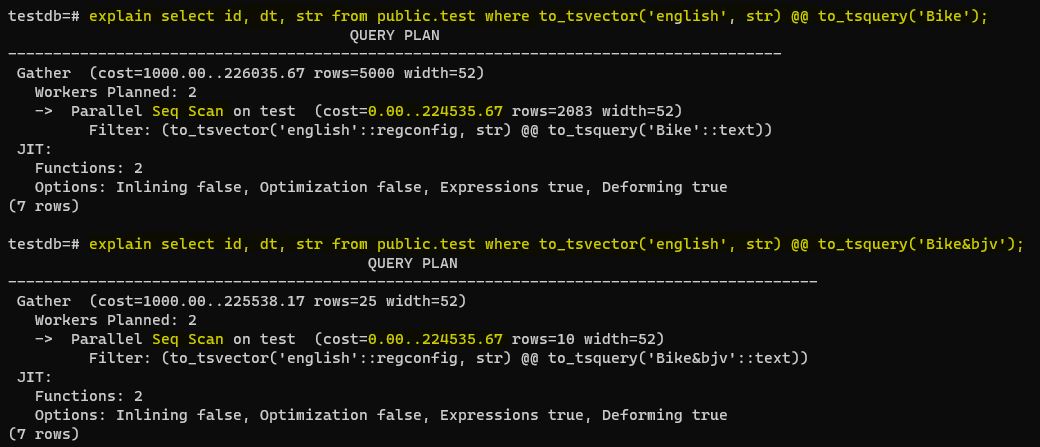 testdb=# explain select id, dt, str from public.test where to_tsvector('english', str) @@ to_tsquery('Bike');
                                      QUERY PLAN
--------------------------------------------------------------------------------------
 Gather  (cost=1000.00..226035.67 rows=5000 width=52)
   Workers Planned: 2
   ->  Parallel Seq Scan on test  (cost=0.00..224535.67 rows=2083 width=52)
         Filter: (to_tsvector('english'::regconfig, str) @@ to_tsquery('Bike'::text))
 JIT:
   Functions: 2
   Options: Inlining false, Optimization false, Expressions true, Deforming true
(7 rows)

testdb=# explain select id, dt, str from public.test where to_tsvector('english', str) @@ to_tsquery('Bike&bjv');
                                        QUERY PLAN
------------------------------------------------------------------------------------------
 Gather  (cost=1000.00..225538.17 rows=25 width=52)
   Workers Planned: 2
   ->  Parallel Seq Scan on test  (cost=0.00..224535.67 rows=10 width=52)
         Filter: (to_tsvector('english'::regconfig, str) @@ to_tsquery('Bike&bjv'::text))
 JIT:
   Functions: 2
   Options: Inlining false, Optimization false, Expressions true, Deforming true
(7 rows)